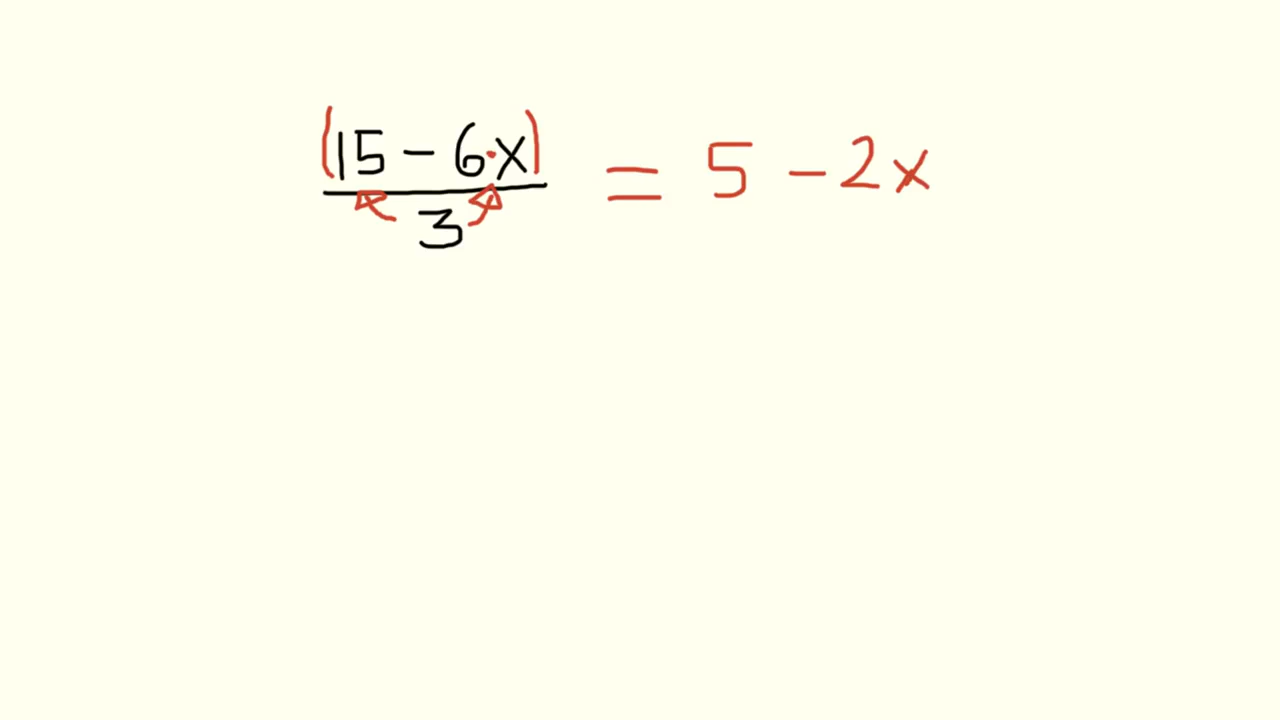 (15 - 6·x) = 5 - 2x
3